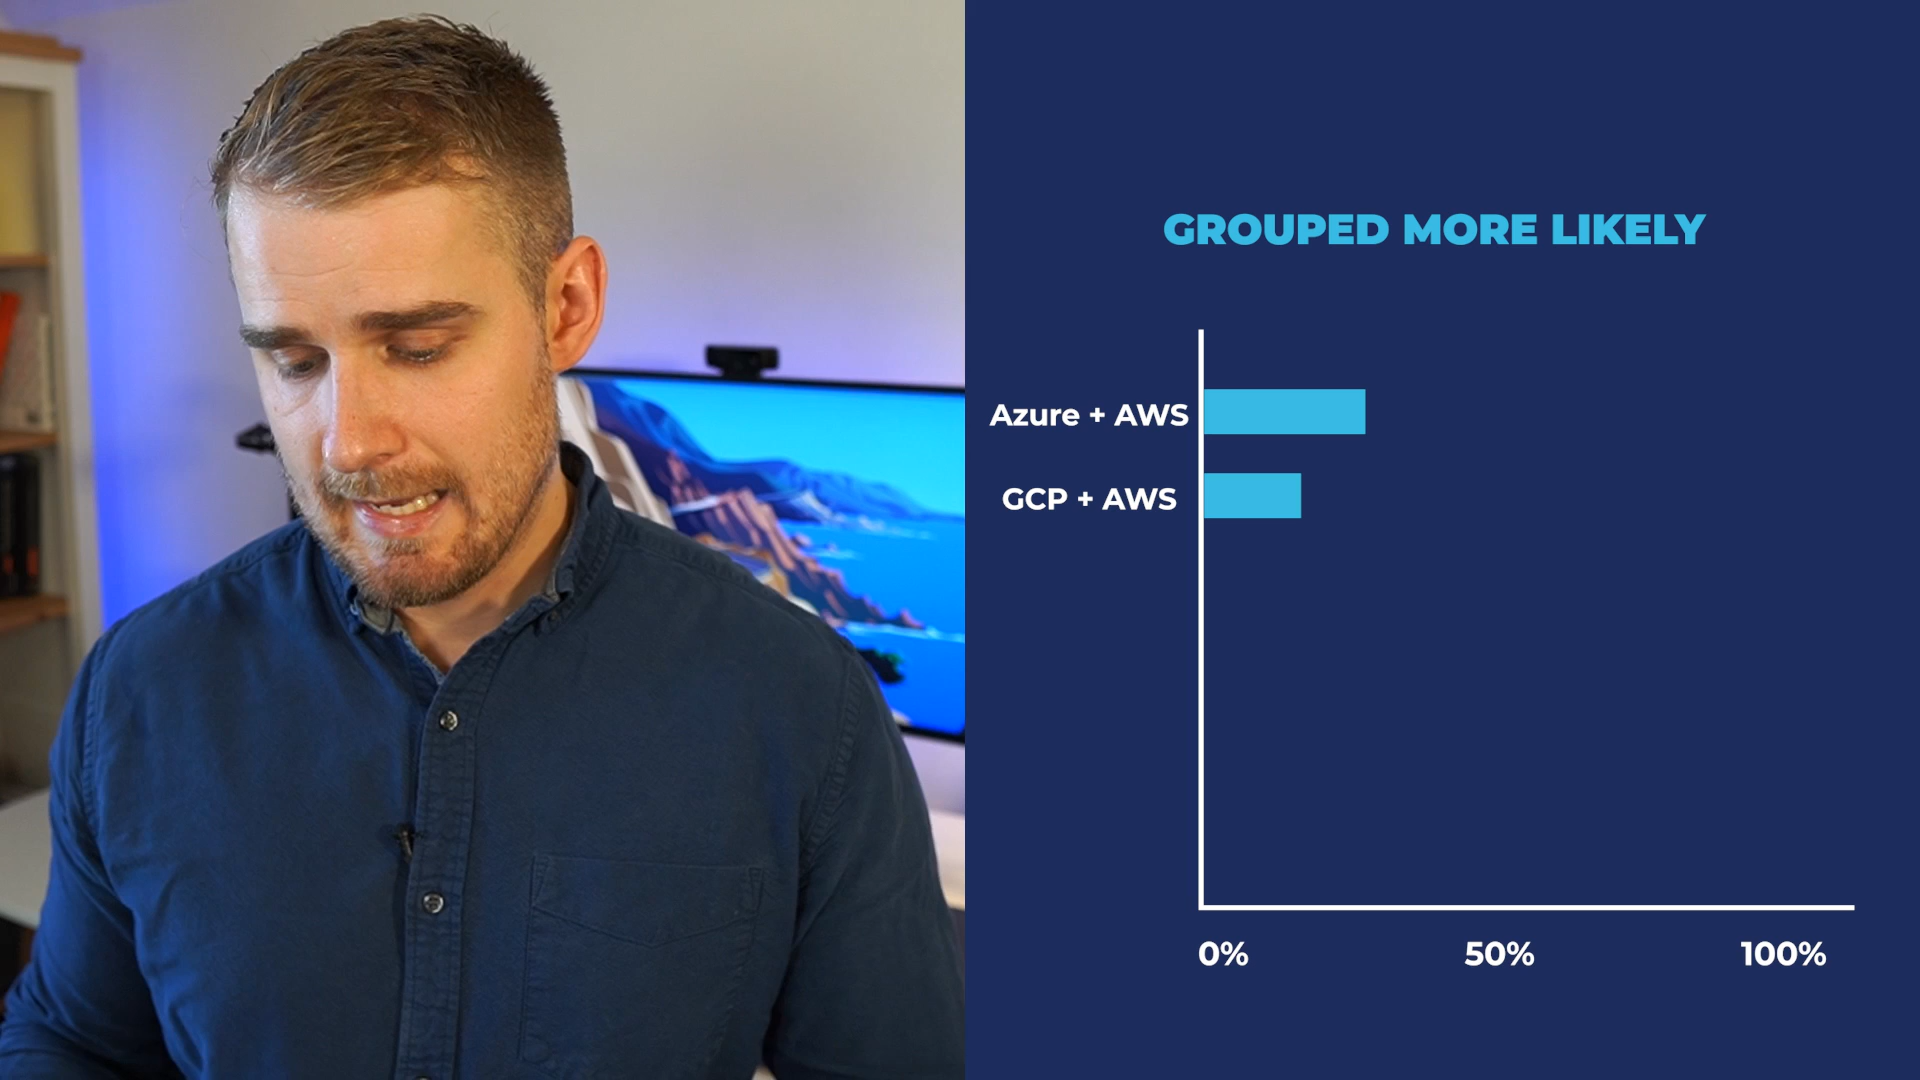 GROUPED MORE LIKELY
Azure + AWS
GCP + AWS
0% 50% 100%